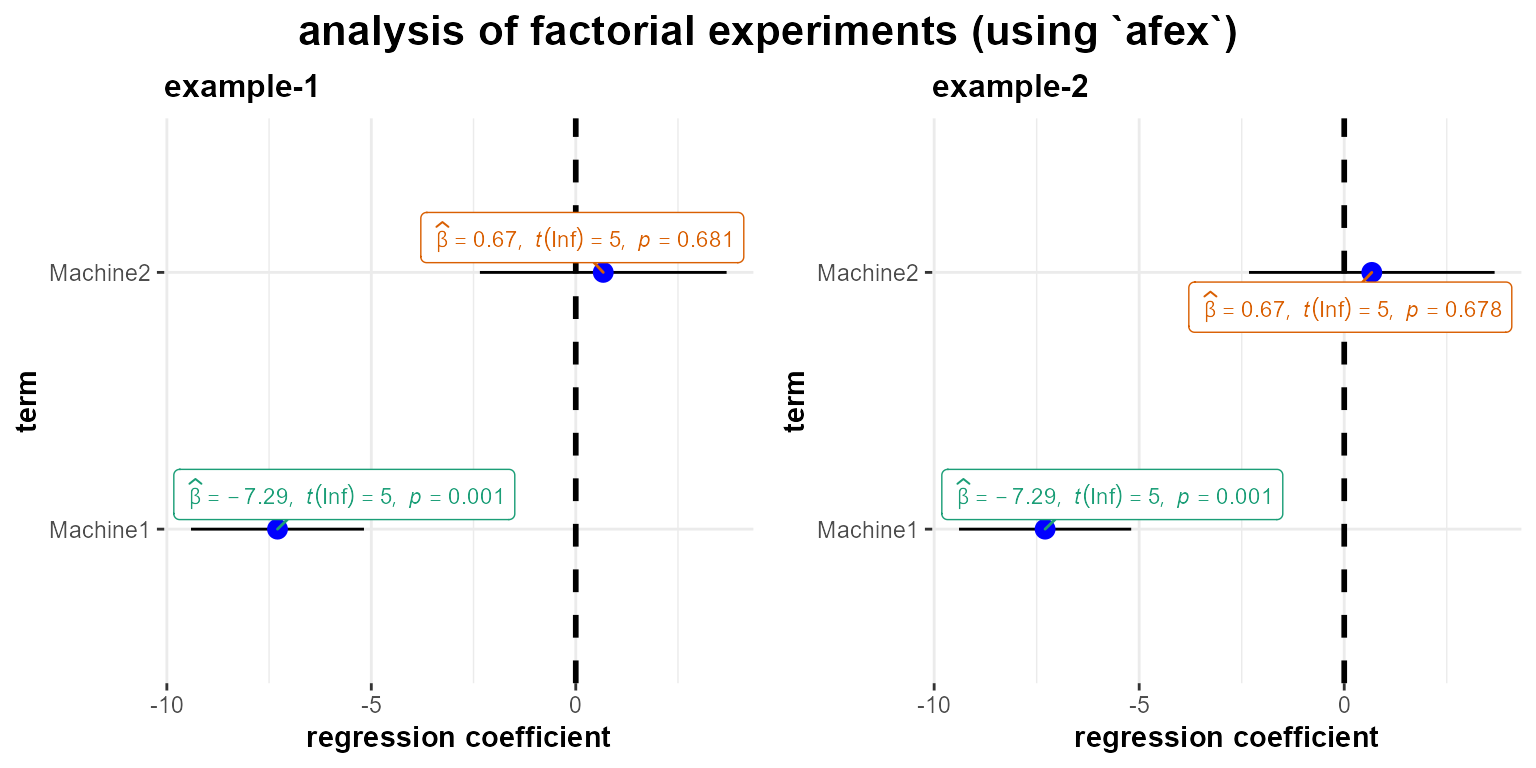 analysis of factorial experiments (using `afex`)
example-1
β̂ = 0.67, t(Inf) = 5, p = 0.681
Machine2
term
β̂ = −7.29, t(Inf) = 5, p = 0.001
Machine1
-10 -5 0
regression coefficient
example-2
Machine2
β̂ = 0.67, t(Inf) = 5, p = 0.678
term
β̂ = −7.29, t(Inf) = 5, p = 0.001
Machine1
-10 -5 0
regression coefficient